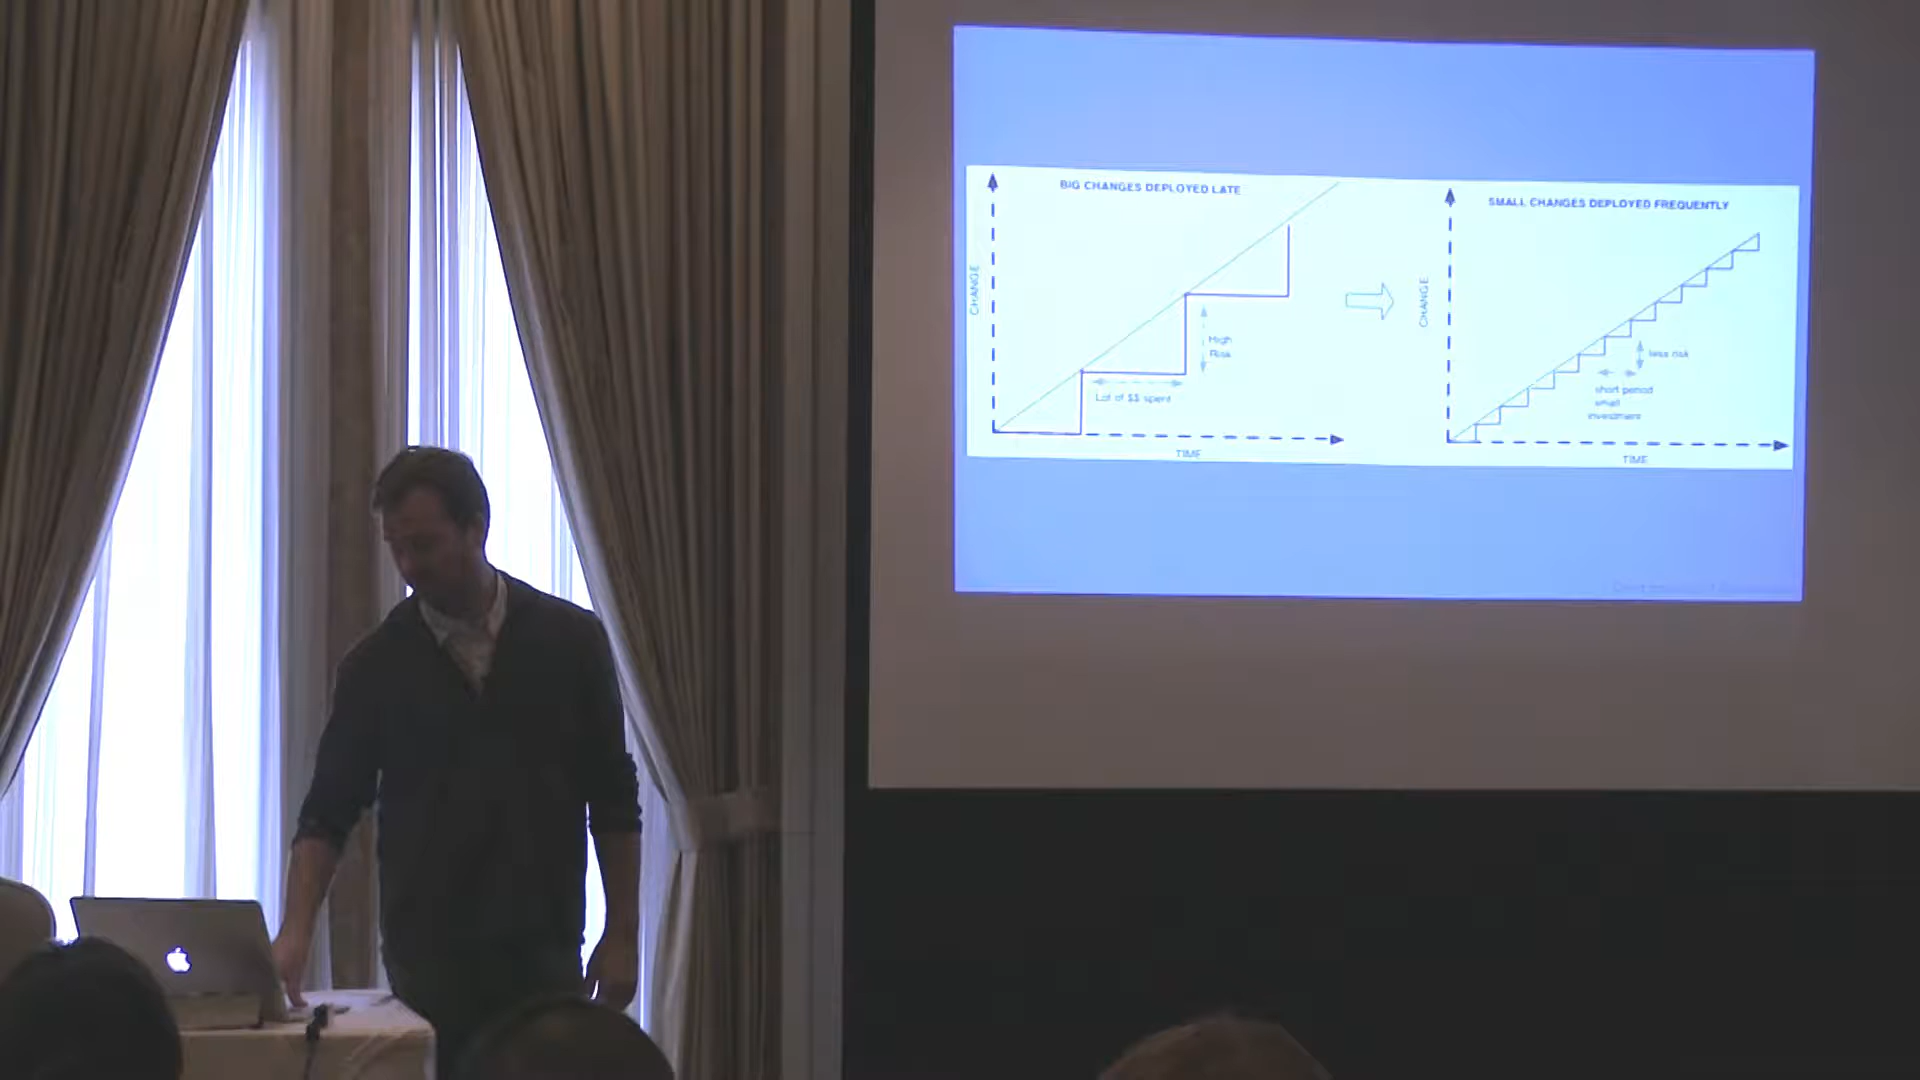 BIG CHANGES DEPLOYED LATE
CHANGE
High
Risk
Lot of $$ spent
TIME
SMALL CHANGES DEPLOYED FREQUENTLY
CHANGE
less risk
short period
small
investment
TIME